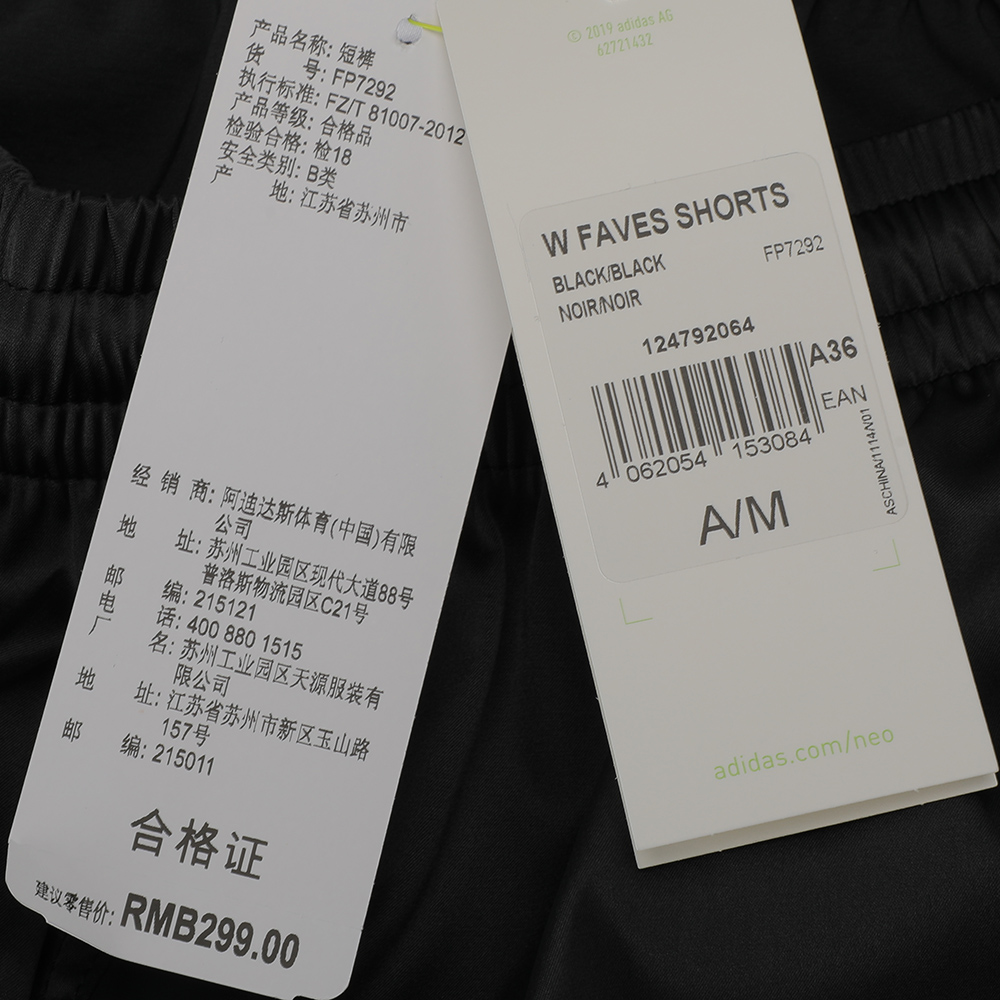 产品名称: 短裤
货 号: FP7292
执行标准: FZ/T 81007-2012
产品等级: 合格品
检验合格: 检18
安全类别: B类
产 地: 江苏省苏州市
经 销 商: 阿迪达斯体育(中国)有限
公司
地 址: 苏州工业园区现代大道88号
普洛斯物流园区C21号
邮 编: 215121
电 话: 400 880 1515
厂 名: 苏州工业园区天源服装有
限公司
地 址: 江苏省苏州市新区玉山路
157号
邮 编: 215011
合格证
建议零售价: RMB299.00
© 2019 adidas AG
62721432
W FAVES SHORTS
BLACK/BLACK FP7292
NOIR/NOIR
124792064
A36
EAN
4 062054 153084
ASCHINA/1114/V01
A/M
adidas.com/neo